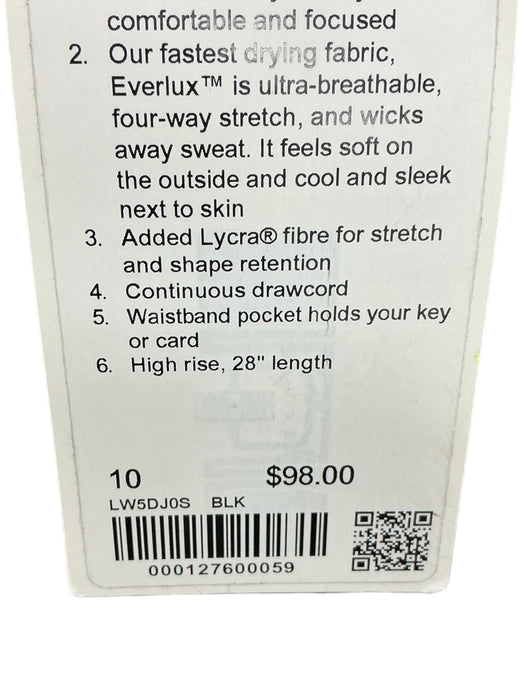 comfortable and focused
2. Our fastest drying fabric,
Everlux™ is ultra-breathable,
four-way stretch, and wicks
away sweat. It feels soft on
the outside and cool and sleek
next to skin
3. Added Lycra® fibre for stretch
and shape retention
4. Continuous drawcord
5. Waistband pocket holds your key
or card
6. High rise, 28" length
10 $98.00
LW5DJ0S BLK
000127600059